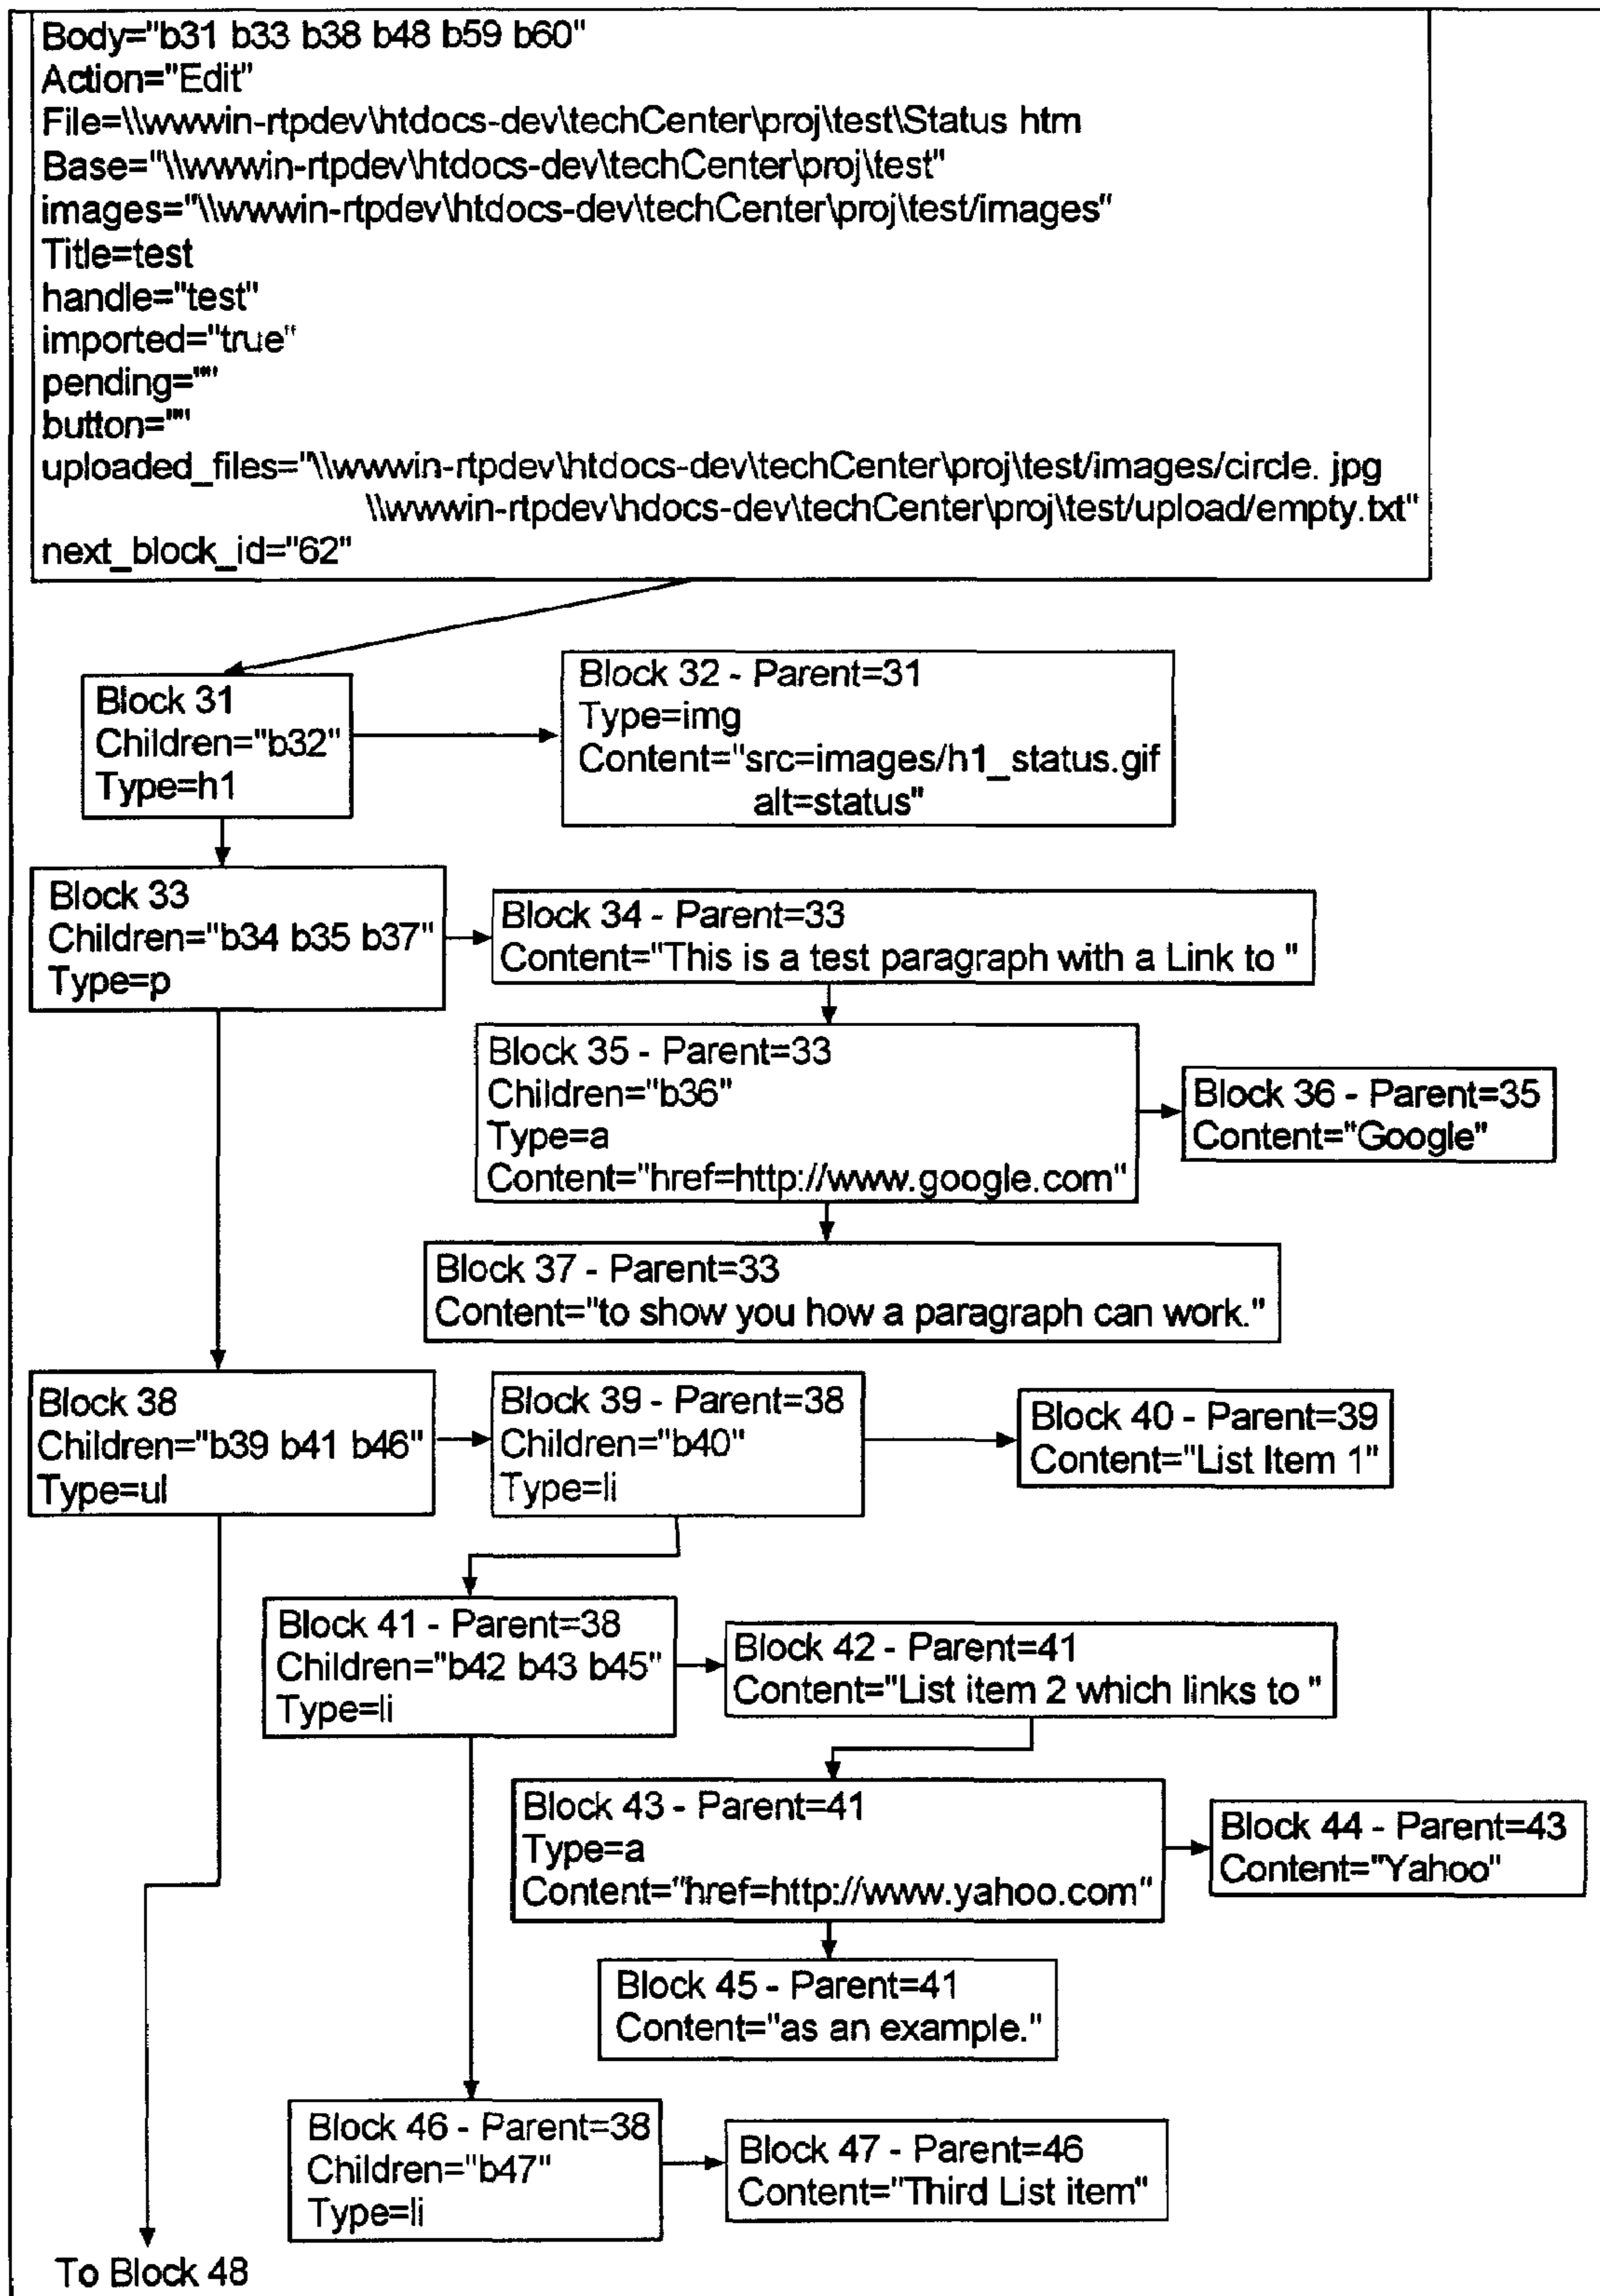 Body="b31 b33 b38 b48 b59 b60"
Action="Edit"
File=\\wwwin-rtpdev\htdocs-dev\techCenter\proj\test\Status htm
Base="\\wwwin-rtpdev\htdocs-dev\techCenter\proj\test"
images="\\wwwin-rtpdev\htdocs-dev\techCenter\proj\test/images"
Title=test
handle="test"
imported="true"
pending=""
button=""
uploaded_files="\\wwwin-rtpdev\htdocs-dev\techCenter\proj\test/images/circle. jpg
\\wwwin-rtpdev\hdocs-dev\techCenter\proj\test/upload/empty.txt"
next_block_id="62"
Block 31
Children="b32"
Type=h1
Block 32 - Parent=31
Type=img
Content="src=images/h1_status.gif
alt=status"
Block 33
Children="b34 b35 b37"
Type=p
Block 34 - Parent=33
Content="This is a test paragraph with a Link to "
Block 35 - Parent=33
Children="b36"
Type=a
Content="href=http://www.google.com"
Block 36 - Parent=35
Content="Google"
Block 37 - Parent=33
Content="to show you how a paragraph can work."
Block 38
Children="b39 b41 b46"
Type=ul
Block 39 - Parent=38
Children="b40"
Type=li
Block 40 - Parent=39
Content="List Item 1"
Block 41 - Parent=38
Children="b42 b43 b45"
Type=li
Block 42 - Parent=41
Content="List item 2 which links to "
Block 43 - Parent=41
Type=a
Content="href=http://www.yahoo.com"
Block 44 - Parent=43
Content="Yahoo"
Block 45 - Parent=41
Content="as an example."
Block 46 - Parent=38
Children="b47"
Type=li
Block 47 - Parent=46
Content="Third List item"
To Block 48